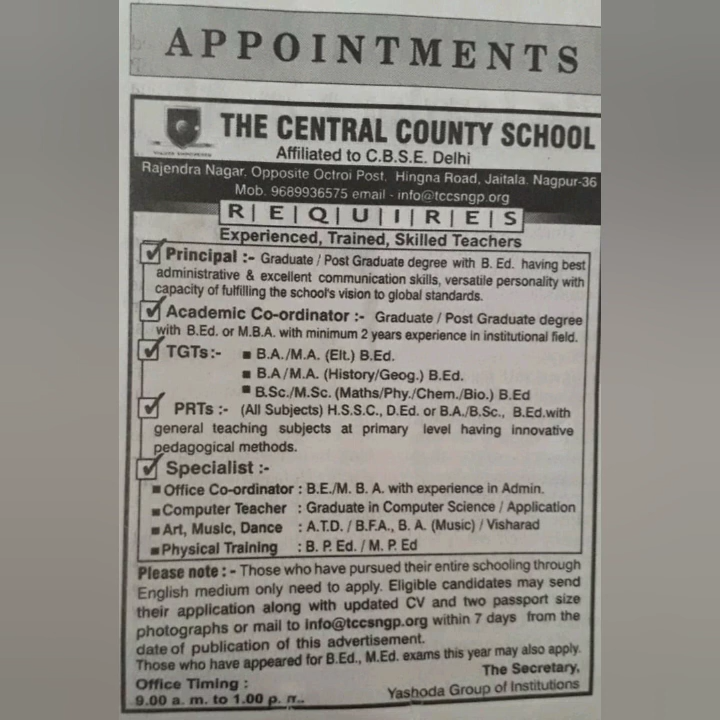 APPOINTMENTS
THE CENTRAL COUNTY SCHOOL
Affiliated to C.B.S.E. Delhi
Rajendra Nagar, Opposite Octroi Post, Hingna Road, Jaitala. Nagpur-36
Mob. 9689936575 email - info@tccsngp.org
R|E|Q|U|I|R|E|S
Experienced, Trained, Skilled Teachers
Principal :- Graduate / Post Graduate degree with B. Ed. having best
administrative & excellent communication skills, versatile personality with
capacity of fulfilling the school's vision to global standards.
Academic Co-ordinator :- Graduate / Post Graduate degree
with B.Ed. or M.B.A. with minimum 2 years experience in institutional field.
TGTs:- ■ B.A./M.A. (Elt.) B.Ed.
■ B.A/M.A. (History/Geog.) B.Ed.
■ B.Sc./M.Sc. (Maths/Phy./Chem./Bio.) B.Ed
PRTs :- (All Subjects) H.S.S.C., D.Ed. or B.A./B.Sc., B.Ed.with
general teaching subjects at primary level having innovative
pedagogical methods.
Specialist :-
■ Office Co-ordinator : B.E./M. B. A. with experience in Admin.
■ Computer Teacher : Graduate in Computer Science / Application
■ Art, Music, Dance : A.T.D. / B.F.A., B. A. (Music) / Visharad
■ Physical Training : B. P. Ed. / M. P. Ed
Please note : - Those who have pursued their entire schooling through
English medium only need to apply. Eligible candidates may send
their application along with updated CV and two passport size
photographs or mail to info@tccsngp.org within 7 days from the
date of publication of this advertisement.
Those who have appeared for B.Ed., M.Ed. exams this year may also apply.
Office Timing :
9.00 a. m. to 1.00 p. m..
The Secretary,
Yashoda Group of Institutions